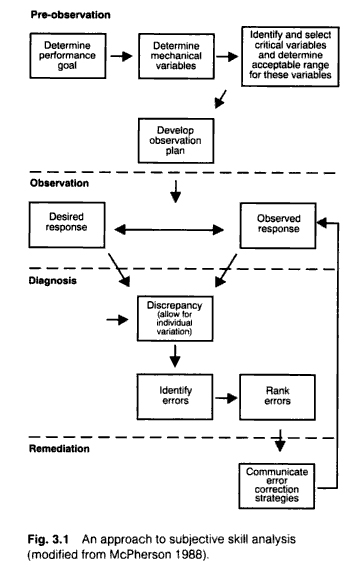 Pre-observation
Determine
performance
goal
Determine
mechanical
variables
Identify and select
critical variables
and determine
acceptable range
for these variables
Develop
observation
plan
Observation
Desired
response
Observed
response
Diagnosis
Discrepancy
(allow for
individual
variation)
Identify
errors
Rank
errors
Remediation
Communicate
error
correction
strategies
Fig. 3.1 An approach to subjective skill analysis
(modified from McPherson 1988).